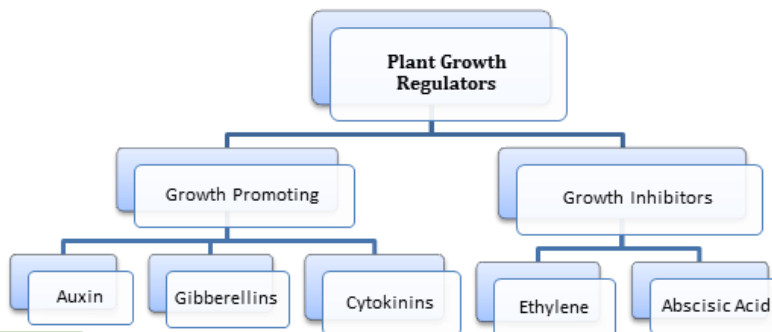 Plant Growth
Regulators
Growth Promoting
Growth Inhibitors
Auxin
Gibberellins
Cytokinins
Ethylene
Abscisic Acid